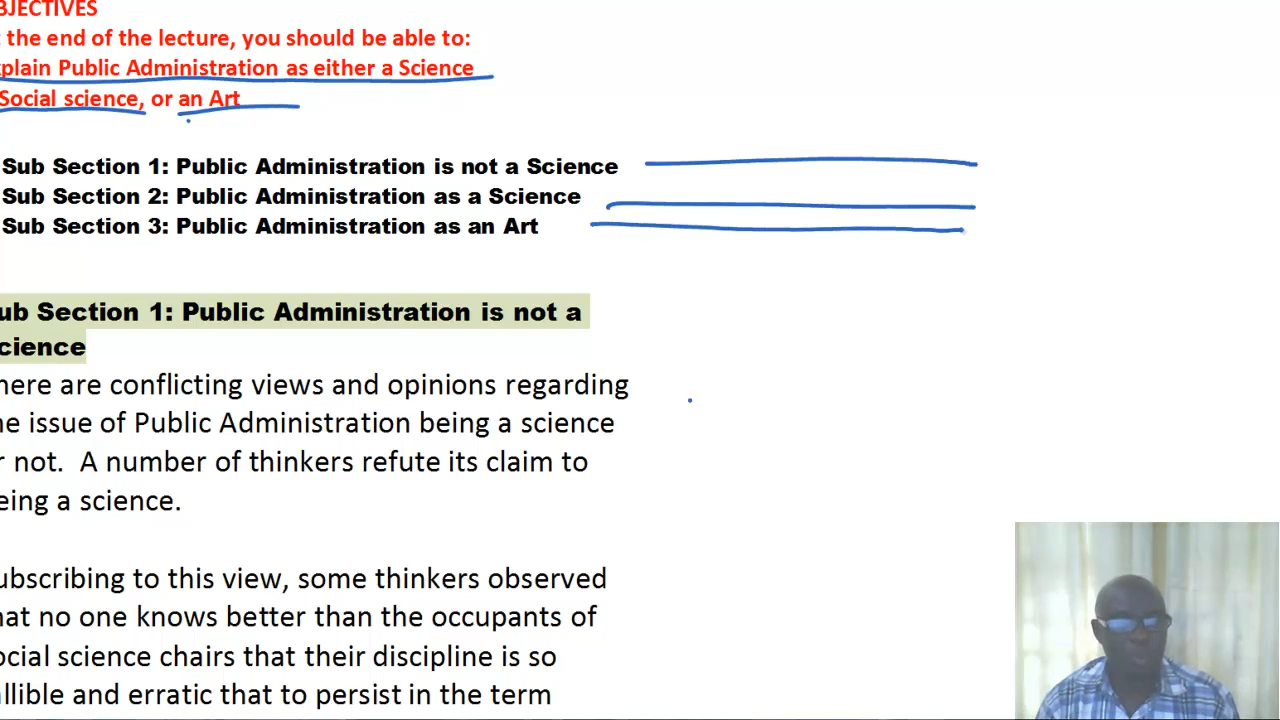 BJECTIVES
the end of the lecture, you should be able to:
plain Public Administration as either a Science
Social science, or an Art
Sub Section 1: Public Administration is not a Science
Sub Section 2: Public Administration as a Science
Sub Section 3: Public Administration as an Art
ub Section 1: Public Administration is not a
cience
here are conflicting views and opinions regarding
he issue of Public Administration being a science
r not. A number of thinkers refute its claim to
eing a science.
ubscribing to this view, some thinkers observed
hat no one knows better than the occupants of
ocial science chairs that their discipline is so
allible and erratic that to persist in the term